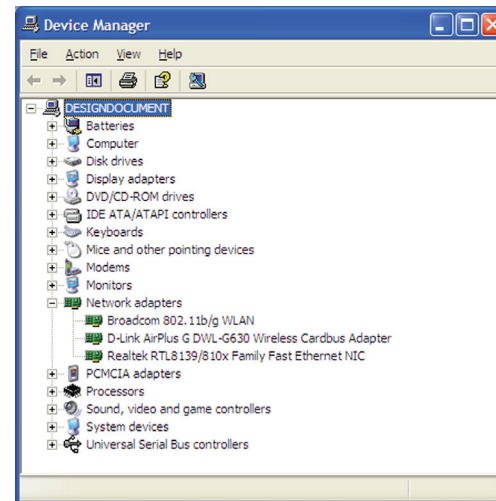 Device Manager
File Action View Help
DESIGNDOCUMENT
Batteries
Computer
Disk drives
Display adapters
DVD/CD-ROM drives
IDE ATA/ATAPI controllers
Keyboards
Mice and other pointing devices
Modems
Monitors
Network adapters
Broadcom 802.11b/g WLAN
D-Link AirPlus G DWL-G630 Wireless Cardbus Adapter
Realtek RTL8139/810x Family Fast Ethernet NIC
PCMCIA adapters
Processors
Sound, video and game controllers
System devices
Universal Serial Bus controllers